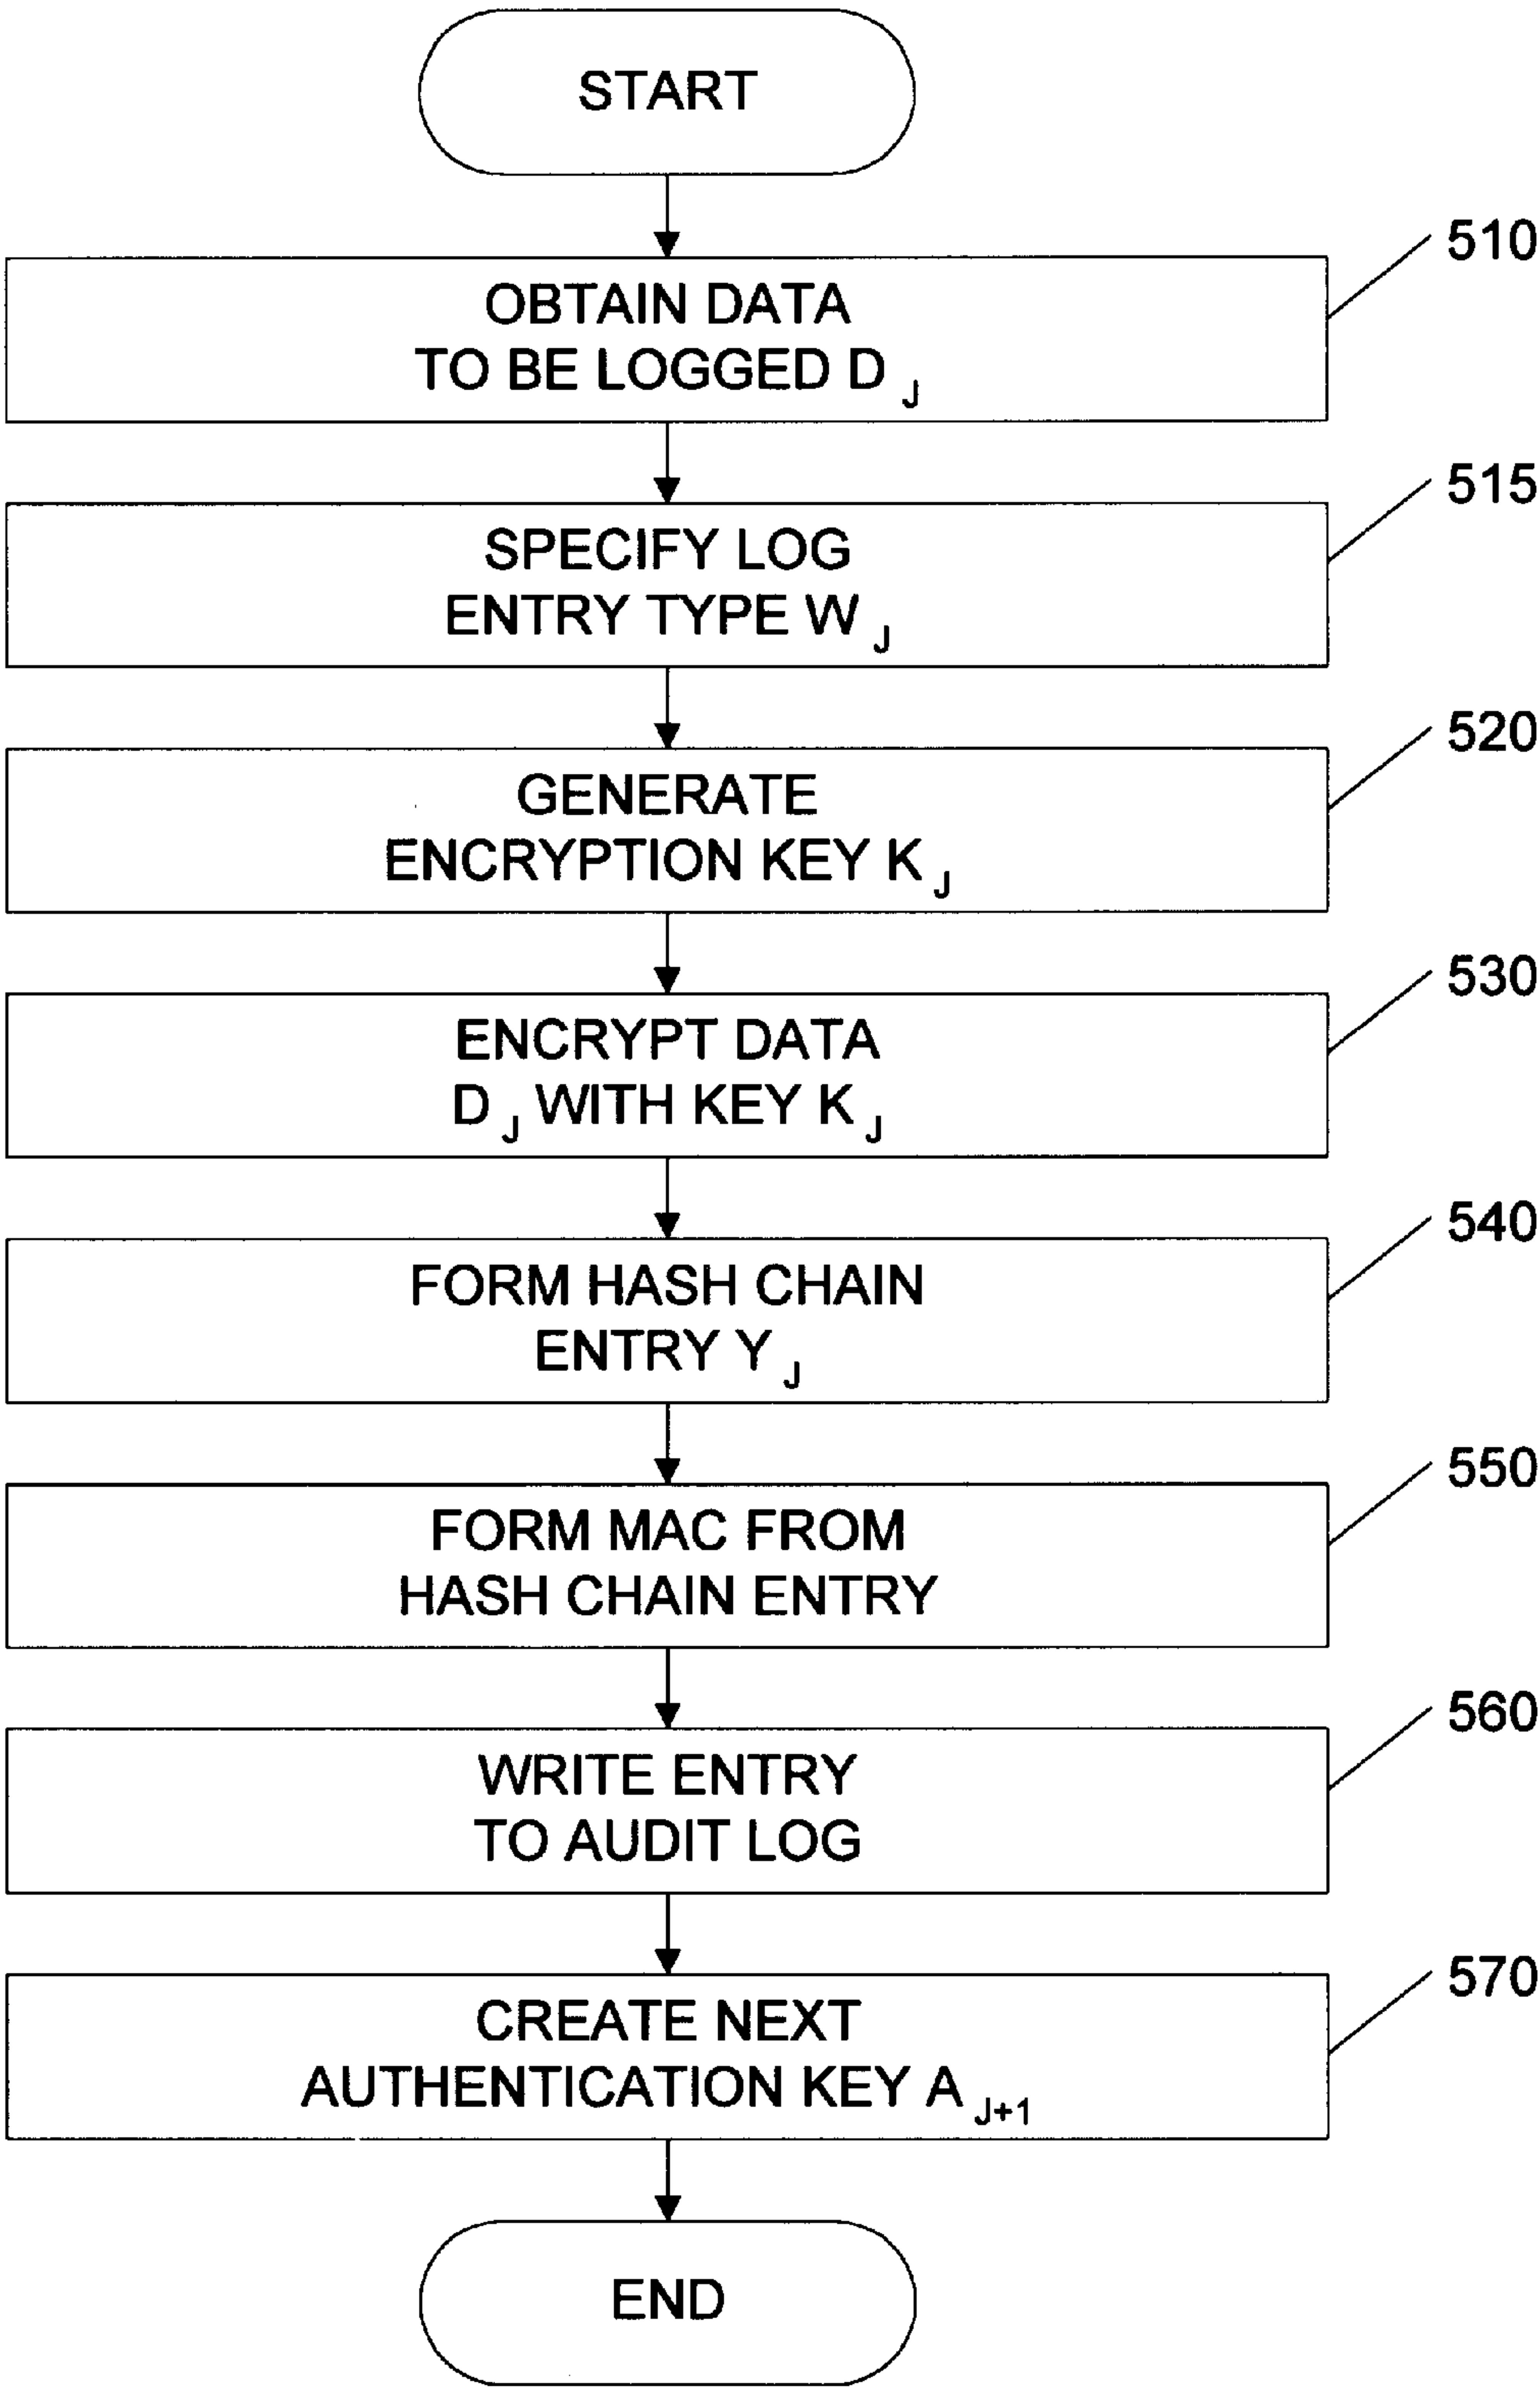 START
510
OBTAIN DATA
TO BE LOGGED D J
515
SPECIFY LOG
ENTRY TYPE W J
520
GENERATE
ENCRYPTION KEY K J
530
ENCRYPT DATA
D J WITH KEY K J
540
FORM HASH CHAIN
ENTRY Y J
550
FORM MAC FROM
HASH CHAIN ENTRY
560
WRITE ENTRY
TO AUDIT LOG
570
CREATE NEXT
AUTHENTICATION KEY A J+1
END